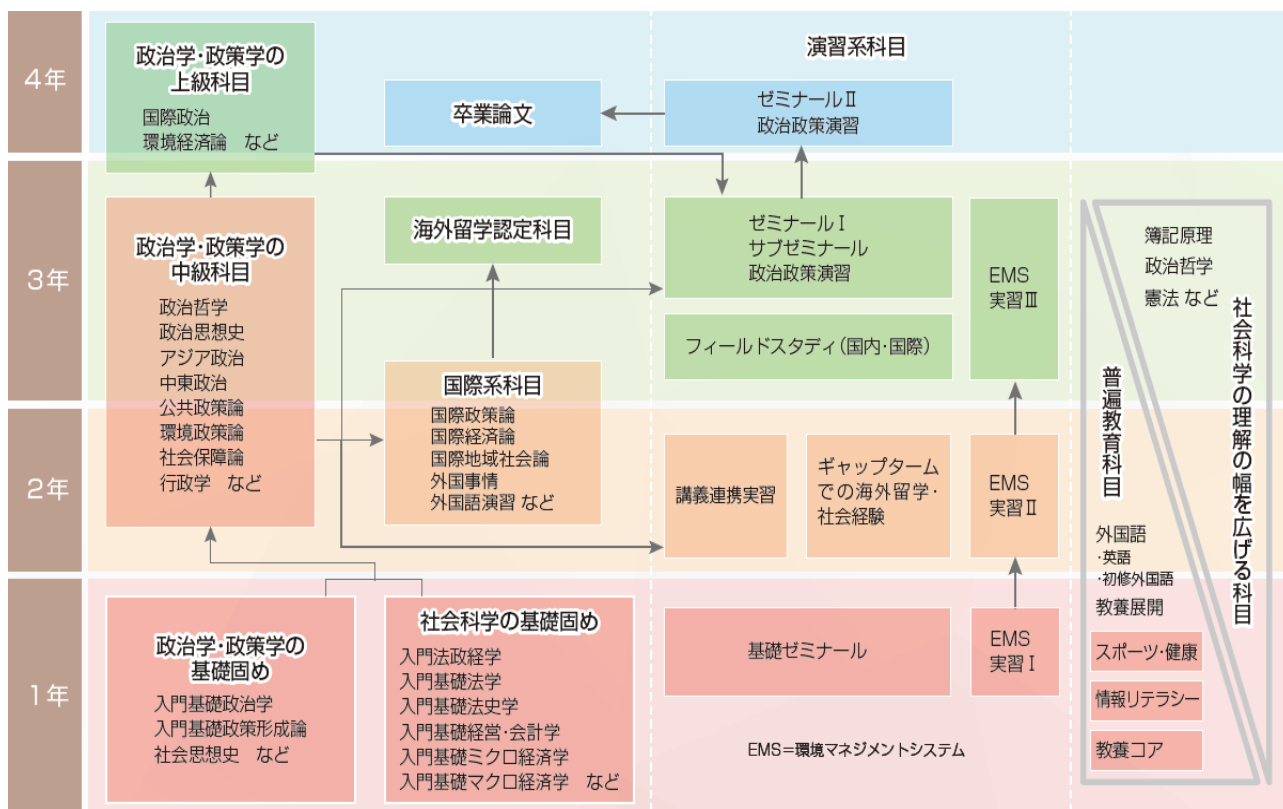 4年
政治学・政策学の
上級科目
国際政治
環境経済論　など
卒業論文
演習系科目
ゼミナールⅡ
政治政策演習
3年
政治学・政策学の
中級科目
政治哲学
政治思想史
アジア政治
中東政治
公共政策論
環境政策論
社会保障論
行政学　など
海外留学認定科目
国際系科目
国際政策論
国際経済論
国際地域社会論
外国事情
外国語演習 など
ゼミナールⅠ
サブゼミナール
政治政策演習
フィールドスタディ（国内・国際）
EMS
実習Ⅲ
2年
講義連携実習
ギャップターム
での海外留学・
社会経験
EMS
実習Ⅱ
1年
政治学・政策学の
基礎固め
入門基礎政治学
入門基礎政策形成論
社会思想史　など
社会科学の基礎固め
入門法政経学
入門基礎法学
入門基礎法史学
入門基礎経営・会計学
入門基礎ミクロ経済学
入門基礎マクロ経済学　など
基礎ゼミナール
EMS
実習Ⅰ
EMS＝環境マネジメントシステム
簿記原理
政治哲学
憲法 など
社会科学の理解の幅を広げる科目
普遍教育科目
外国語
・英語
・初修外国語
教養展開
スポーツ・健康
情報リテラシー
教養コア